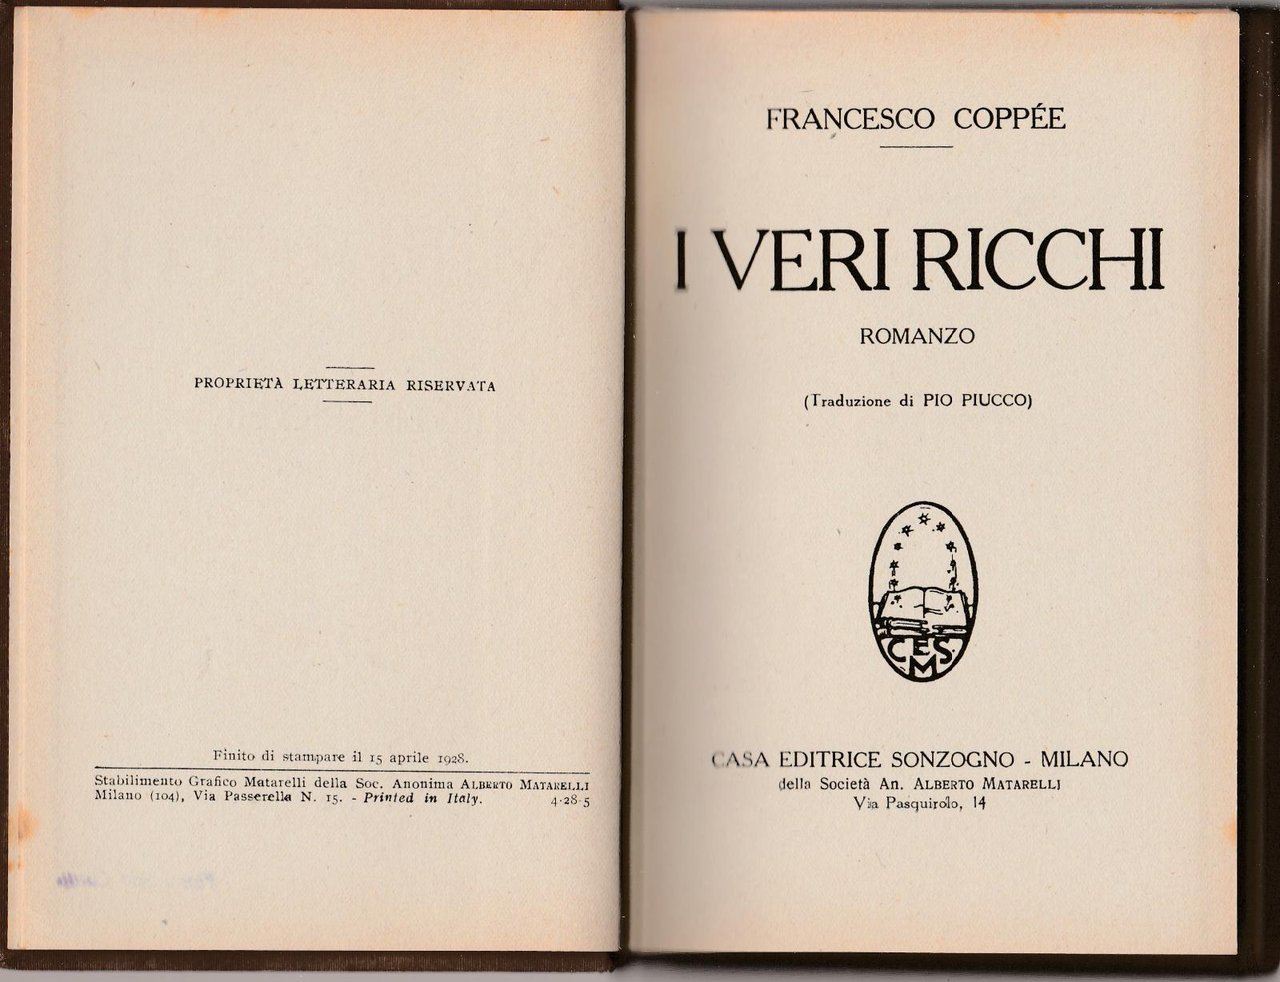 PROPRIETÀ LETTERARIA RISERVATA
Finito di stampare il 15 aprile 1928.
Stabilimento Grafico Matarelli della Soc. Anonima ALBERTO MATARELLI
Milano (104), Via Passerella N. 15. - Printed in Italy. 4-28-5
FRANCESCO COPPÉE
I VERI RICCHI
ROMANZO
(Traduzione di PIO PIUCCO)
CESM
CASA EDITRICE SONZOGNO - MILANO
della Società An. ALBERTO MATARELLI
Via Pasquirolo, 14